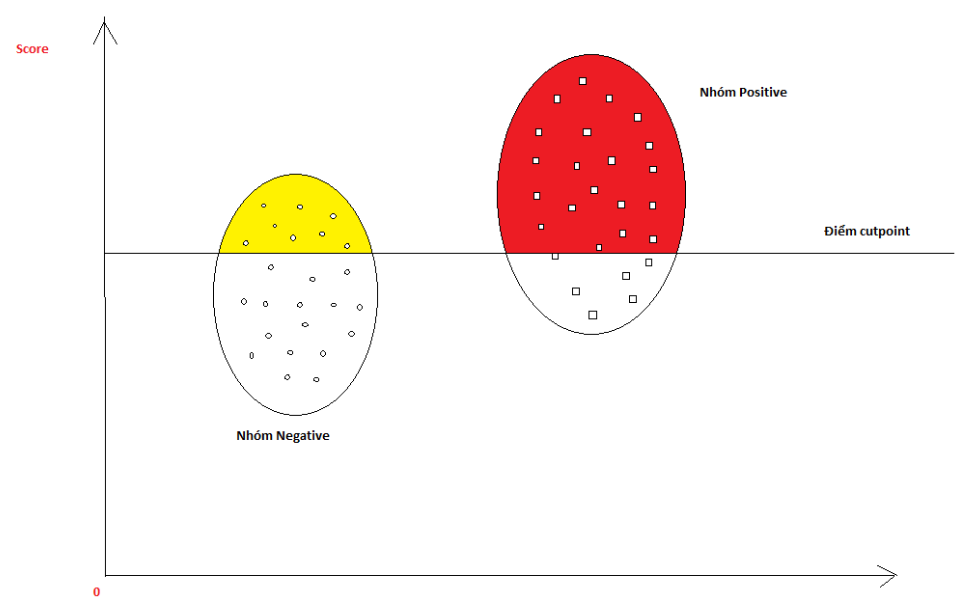 Score
Nhóm Positive
Điểm cutpoint
Nhóm Negative
0